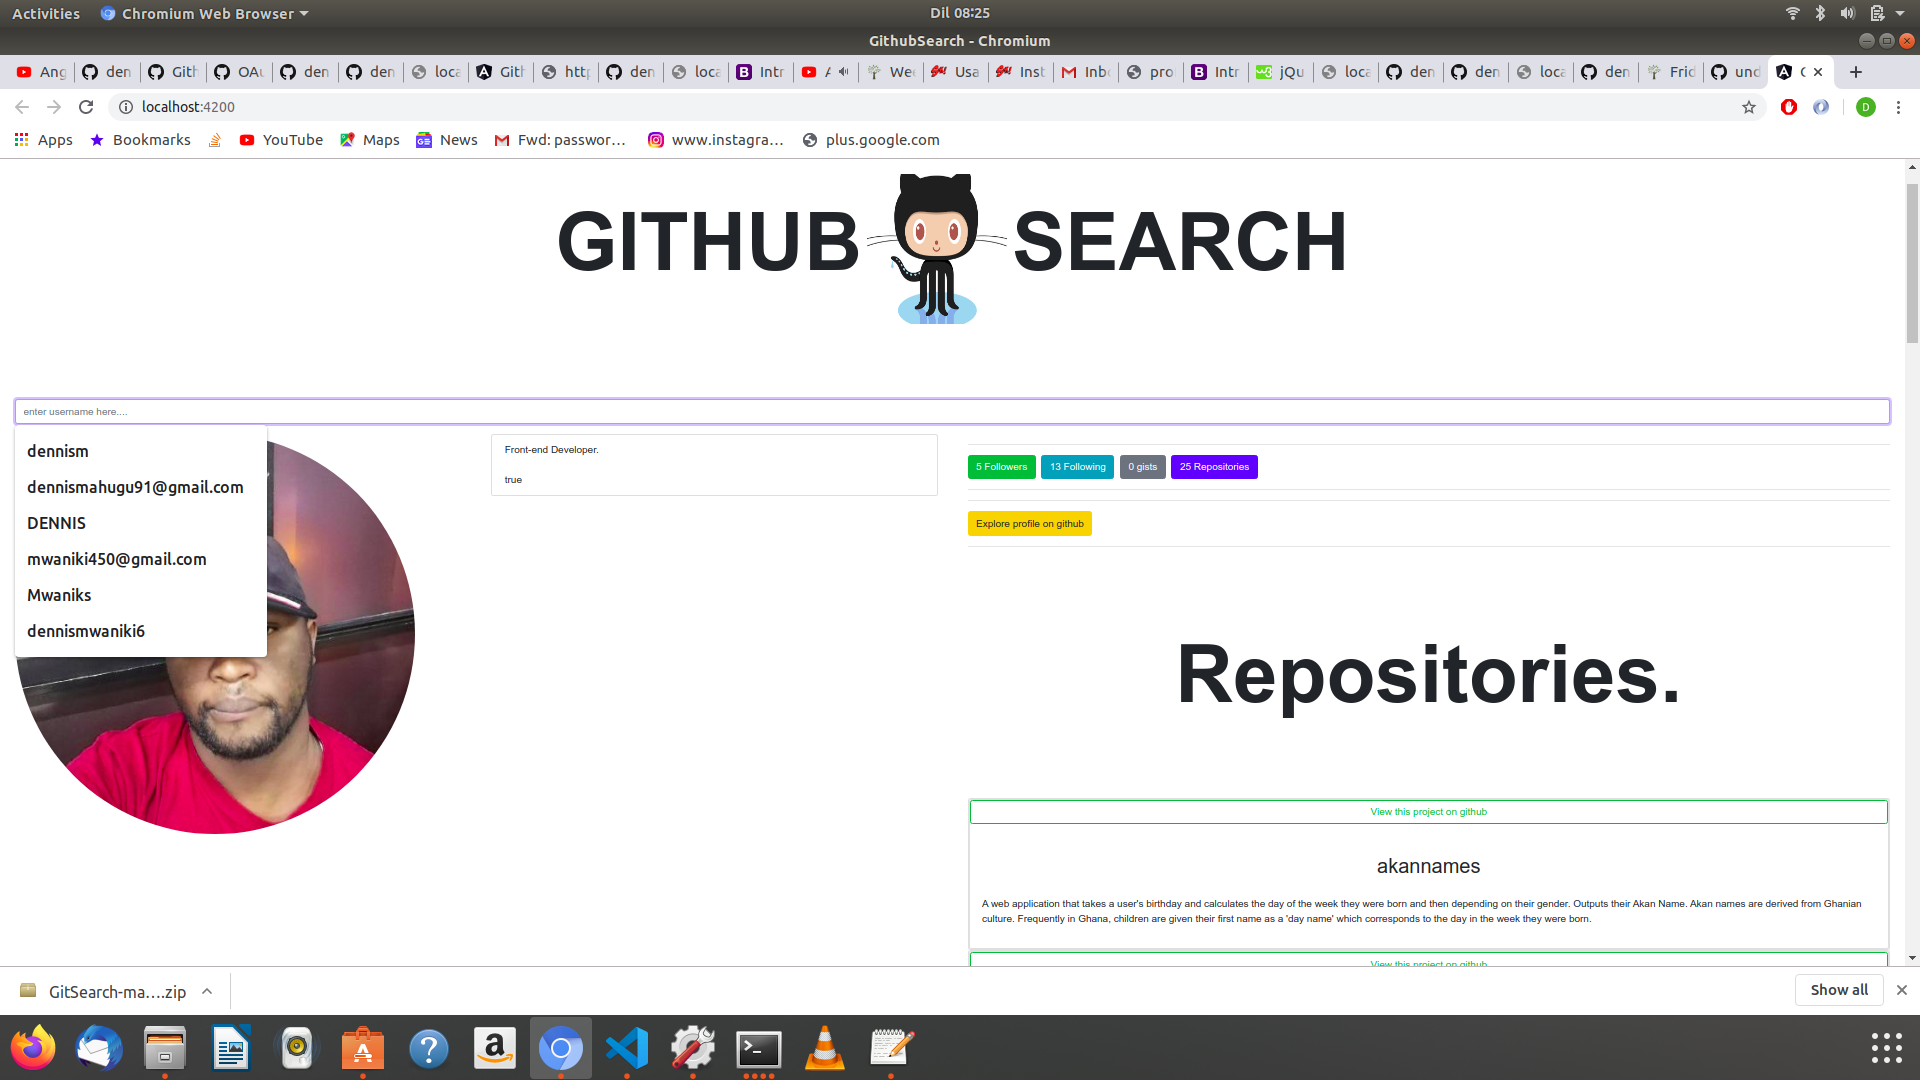 Activities
Chromium Web Browser
Dil 08:25
GithubSearch - Chromium
Ang
den
Gith
OAu
den
den
loca
Gith
http
den
loca
Intr
A
Wee
Usa
Inst
Inbo
pro
Intr
jQu
loca
den
den
loca
den
Frid
und
G
localhost:4200
D
Apps
Bookmarks
YouTube
Maps
News
Fwd: passwor...
www.instagra...
plus.google.com
GITHUB SEARCH
enter username here....
dennism
dennismahugu91@gmail.com
DENNIS
mwaniki450@gmail.com
Mwaniks
dennismwaniki6
Front-end Developer.
true
5 Followers
13 Following
0 gists
25 Repositories
Explore profile on github
Repositories.
View this project on github
akannames
A web application that takes a user's birthday and calculates the day of the week they were born and then depending on their gender. Outputs their Akan Name. Akan names are derived from Ghanian
culture. Frequently in Ghana, children are given their first name as a 'day name' which corresponds to the day in the week they were born.
View this project on github
GitSearch-ma....zip
Show all